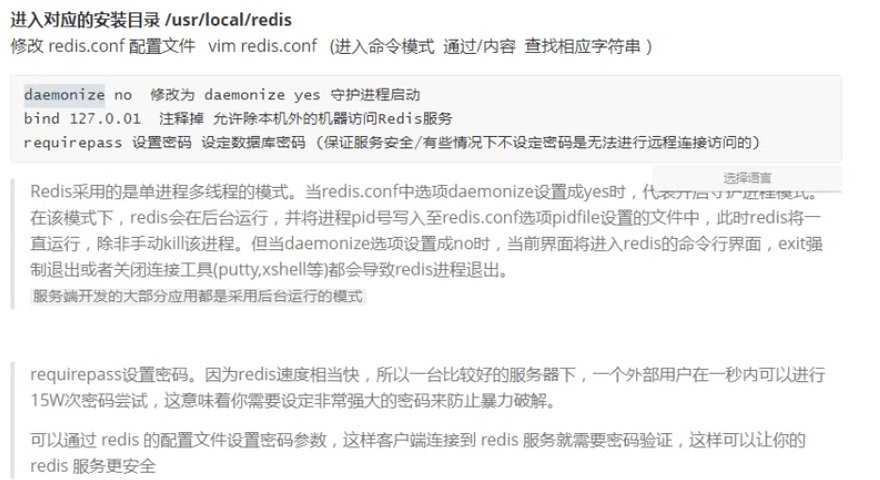 进入对应的安装目录 /usr/local/redis
修改 redis.conf 配置文件 vim redis.conf (进入命令模式 通过/内容 查找相应字符串 )
daemonize no 修改为 daemonize yes 守护进程启动
bind 127.0.01 注释掉 允许除本机外的机器访问Redis服务
requirepass 设置密码 设定数据库密码 (保证服务安全/有些情况下不设定密码是无法进行远程连接访问的)
选择语言
Redis采用的是单进程多线程的模式。当redis.conf中选项daemonize设置成yes时，代表开启守护进程模式。
在该模式下，redis会在后台运行，并将进程pid号写入至redis.conf选项pidfile设置的文件中，此时redis将一
直运行，除非手动kill该进程。但当daemonize选项设置成no时，当前界面将进入redis的命令行界面，exit强
制退出或者关闭连接工具(putty,xshell等)都会导致redis进程退出。
服务端开发的大部分应用都是采用后台运行的模式
requirepass设置密码。因为redis速度相当快，所以一台比较好的服务器下，一个外部用户在一秒内可以进行
15W次密码尝试，这意味着你需要设定非常强大的密码来防止暴力破解。
可以通过 redis 的配置文件设置密码参数，这样客户端连接到 redis 服务就需要密码验证，这样可以让你的
redis 服务更安全